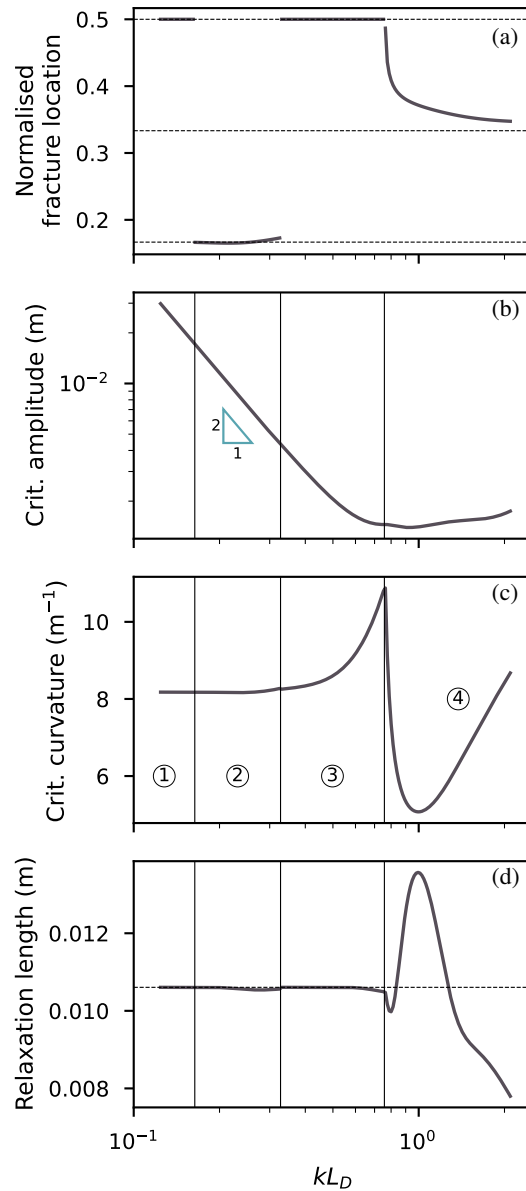 (a)
0.5
0.4
0.3
0.2
Normalised
fracture location
(b)
10⁻²
Crit. amplitude (m)
2
1
(c)
10
8
6
Crit. curvature (m⁻¹)
④
① ② ③
(d)
0.012
0.010
0.008
Relaxation length (m)
10⁻¹ 10⁰
kL_D